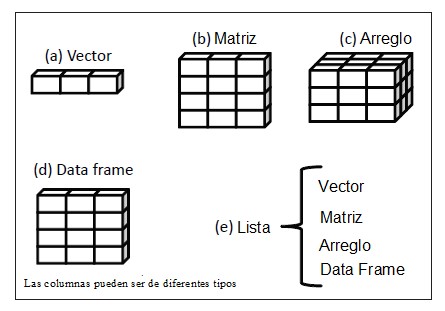 (a) Vector
(b) Matriz
(c) Arreglo
(d) Data frame
Las columnas pueden ser de diferentes tipos
(e) Lista
Vector
Matriz
Arreglo
Data Frame